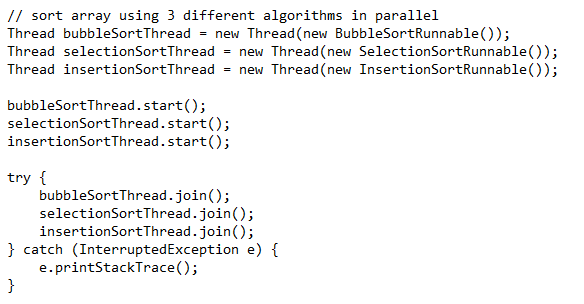 // sort array using 3 different algorithms in parallel
Thread bubbleSortThread = new Thread(new BubbleSortRunnable());
Thread selectionSortThread = new Thread(new SelectionSortRunnable());
Thread insertionSortThread = new Thread(new InsertionSortRunnable());

bubbleSortThread.start();
selectionSortThread.start();
insertionSortThread.start();

try {
    bubbleSortThread.join();
    selectionSortThread.join();
    insertionSortThread.join();
} catch (InterruptedException e) {
    e.printStackTrace();
}